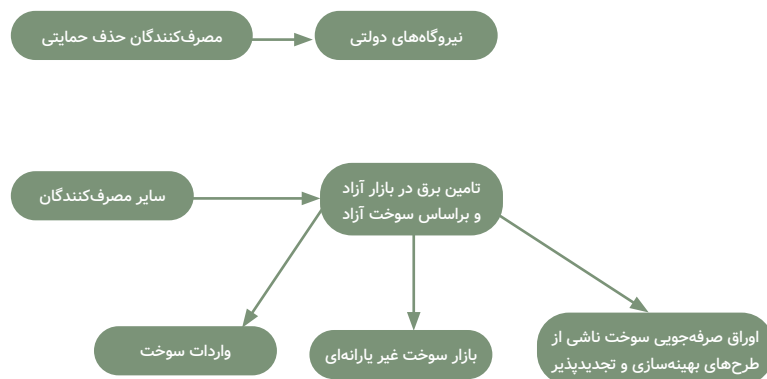 مصرف‌کنندگان حذف حمایتی
نیروگاه‌های دولتی
سایر مصرف‌کنندگان
تامین برق در بازار آزاد
و براساس سوخت آزاد
واردات سوخت
بازار سوخت غیر یارانه‌ای
اوراق صرفه‌جویی سوخت ناشی از
طرح‌های بهینه‌سازی و تجدیدپذیر